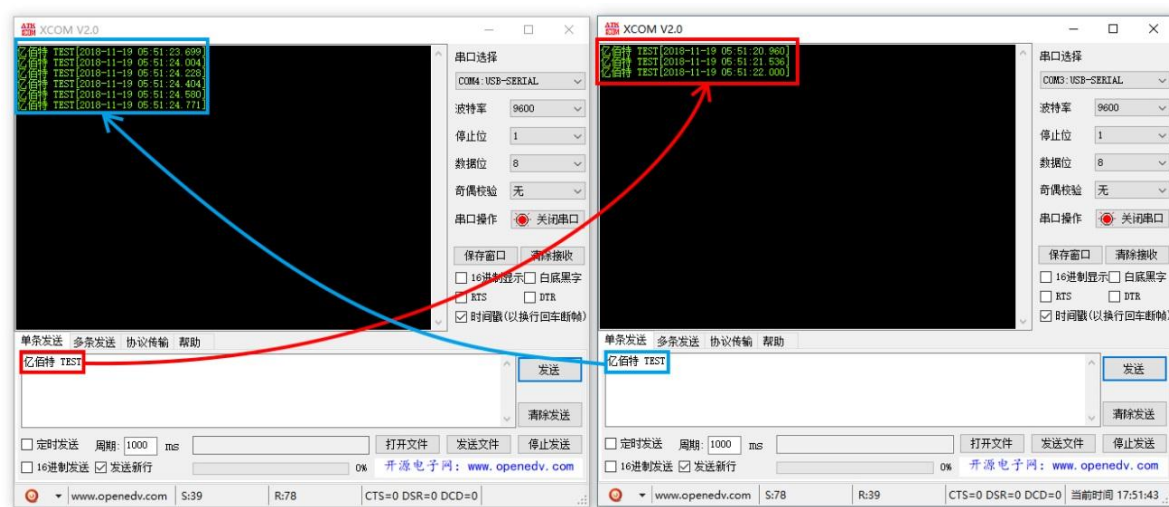 XCOM V2.0
亿佰特 TEST[2018-11-19 05:51:23.699]
亿佰特 TEST[2018-11-19 05:51:24.004]
亿佰特 TEST[2018-11-19 05:51:24.228]
亿佰特 TEST[2018-11-19 05:51:24.404]
亿佰特 TEST[2018-11-19 05:51:24.580]
亿佰特 TEST[2018-11-19 05:51:24.771]
串口选择
COM4:USB-SERIAL
波特率 9600
停止位 1
数据位 8
奇偶校验 无
串口操作 关闭串口
保存窗口 清除接收
16进制显示 白底黑字
RTS DTR
时间戳(以换行回车断帧)
单条发送 多条发送 协议传输 帮助
亿佰特 TEST
发送
清除发送
定时发送 周期: 1000 ms 打开文件 发送文件 停止发送
16进制发送 发送新行 0% 开源电子网: www.openedv.com
www.openedv.com S:39 R:78 CTS=0 DSR=0 DCD=0
XCOM V2.0
亿佰特 TEST[2018-11-19 05:51:20.960]
亿佰特 TEST[2018-11-19 05:51:21.536]
亿佰特 TEST[2018-11-19 05:51:22.000]
串口选择
COM3:USB-SERIAL
波特率 9600
停止位 1
数据位 8
奇偶校验 无
串口操作 关闭串口
保存窗口 清除接收
16进制显示 白底黑字
RTS DTR
时间戳(以换行回车断帧)
单条发送 多条发送 协议传输 帮助
亿佰特 TEST
发送
清除发送
定时发送 周期: 1000 ms 打开文件 发送文件 停止发送
16进制发送 发送新行 0% 开源电子网: www.openedv.com
www.openedv.com S:78 R:39 CTS=0 DSR=0 DCD=0 当前时间 17:51:43